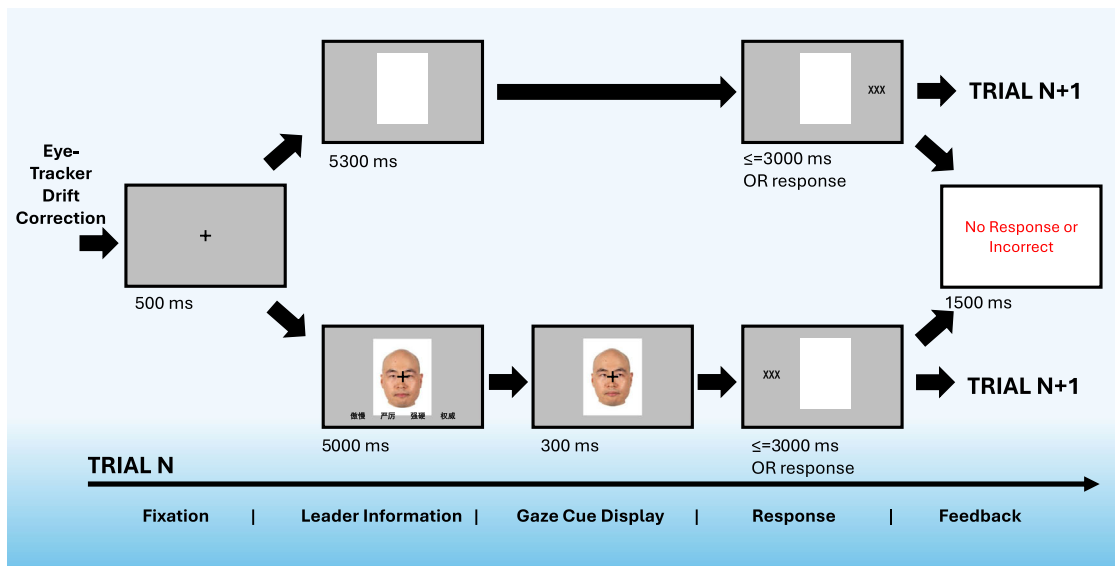 5300 ms
XXX
≤=3000 ms
OR response
TRIAL N+1
Eye-
Tracker
Drift
Correction
+
500 ms
No Response or
Incorrect
1500 ms
+
傲慢 严厉 强硬 权威
5000 ms
+
300 ms
XXX
≤=3000 ms
OR response
TRIAL N+1
TRIAL N
Fixation | Leader Information | Gaze Cue Display | Response | Feedback